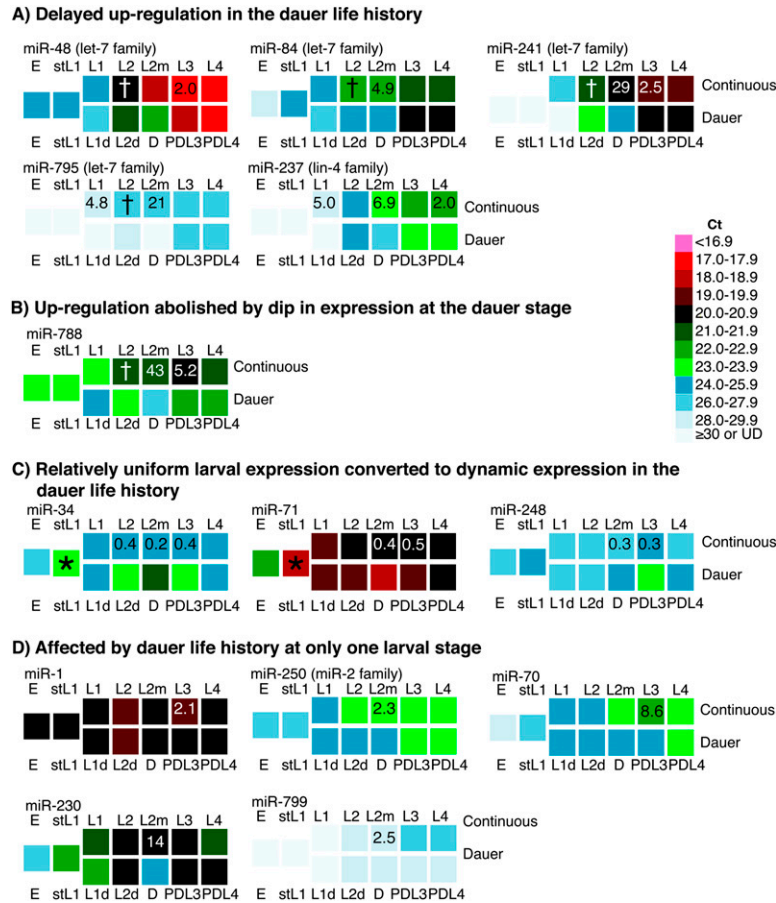 A) Delayed up-regulation in the dauer life history
miR-48 (let-7 family) miR-84 (let-7 family) miR-241 (let-7 family)
E stL1 L1 L2 L2m L3 L4 E stL1 L1 L2 L2m L3 L4 E stL1 L1 L2 L2m L3 L4
† 2.0 † 4.9 † 29 2.5 Continuous
Dauer
E stL1 L1d L2d D PDL3 PDL4 E stL1 L1d L2d D PDL3 PDL4 E stL1 L1d L2d D PDL3 PDL4
miR-795 (let-7 family) miR-237 (lin-4 family)
E stL1 L1 L2 L2m L3 L4 E stL1 L1 L2 L2m L3 L4
4.8 † 21 5.0 6.9 2.0 Continuous
Dauer
E stL1 L1d L2d D PDL3 PDL4 E stL1 L1d L2d D PDL3 PDL4
Ct
<16.9
17.0-17.9
18.0-18.9
19.0-19.9
20.0-20.9
21.0-21.9
22.0-22.9
23.0-23.9
24.0-25.9
26.0-27.9
28.0-29.9
≥30 or UD
B) Up-regulation abolished by dip in expression at the dauer stage
miR-788
E stL1 L1 L2 L2m L3 L4
† 43 5.2 Continuous
Dauer
E stL1 L1d L2d D PDL3 PDL4
C) Relatively uniform larval expression converted to dynamic expression in the
dauer life history
miR-34 miR-71 miR-248
E stL1 L1 L2 L2m L3 L4 E stL1 L1 L2 L2m L3 L4 E stL1 L1 L2 L2m L3 L4
0.4 0.2 0.4 0.4 0.5 0.3 0.3 Continuous
* * Dauer
E stL1 L1d L2d D PDL3 PDL4 E stL1 L1d L2d D PDL3 PDL4 E stL1 L1d L2d D PDL3 PDL4
D) Affected by dauer life history at only one larval stage
miR-1 miR-250 (miR-2 family) miR-70
E stL1 L1 L2 L2m L3 L4 E stL1 L1 L2 L2m L3 L4 E stL1 L1 L2 L2m L3 L4
2.1 2.3 8.6 Continuous
Dauer
E stL1 L1d L2d D PDL3 PDL4 E stL1 L1d L2d D PDL3 PDL4 E stL1 L1d L2d D PDL3 PDL4
miR-230 miR-799
E stL1 L1 L2 L2m L3 L4 E stL1 L1 L2 L2m L3 L4
14 2.5 Continuous
Dauer
E stL1 L1d L2d D PDL3 PDL4 E stL1 L1d L2d D PDL3 PDL4